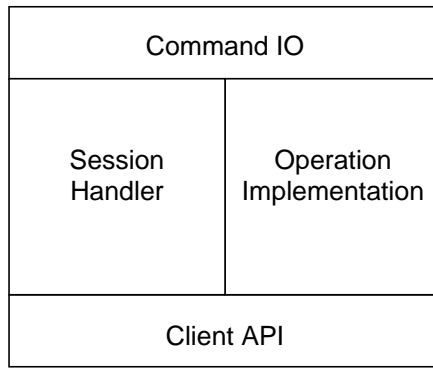 Command IO
Session
Handler
Operation
Implementation
Client API